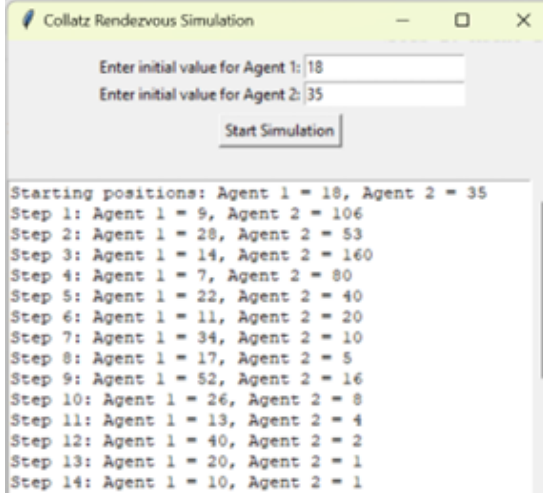 Collatz Rendezvous Simulation
Enter initial value for Agent 1: 18
Enter initial value for Agent 2: 35
Start Simulation
Starting positions: Agent 1 = 18, Agent 2 = 35
Step 1: Agent 1 = 9, Agent 2 = 106
Step 2: Agent 1 = 28, Agent 2 = 53
Step 3: Agent 1 = 14, Agent 2 = 160
Step 4: Agent 1 = 7, Agent 2 = 80
Step 5: Agent 1 = 22, Agent 2 = 40
Step 6: Agent 1 = 11, Agent 2 = 20
Step 7: Agent 1 = 34, Agent 2 = 10
Step 8: Agent 1 = 17, Agent 2 = 5
Step 9: Agent 1 = 52, Agent 2 = 16
Step 10: Agent 1 = 26, Agent 2 = 8
Step 11: Agent 1 = 13, Agent 2 = 4
Step 12: Agent 1 = 40, Agent 2 = 2
Step 13: Agent 1 = 20, Agent 2 = 1
Step 14: Agent 1 = 10, Agent 2 = 1